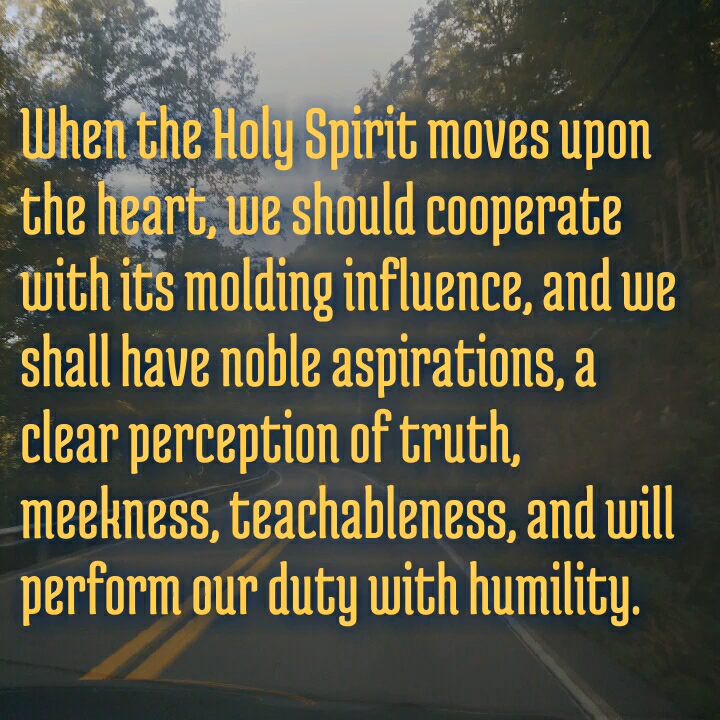 When the Holy Spirit moves upon
the heart, we should cooperate
with its molding influence, and we
shall have noble aspirations, a
clear perception of truth,
meekness, teachableness, and will
perform our duty with humility.